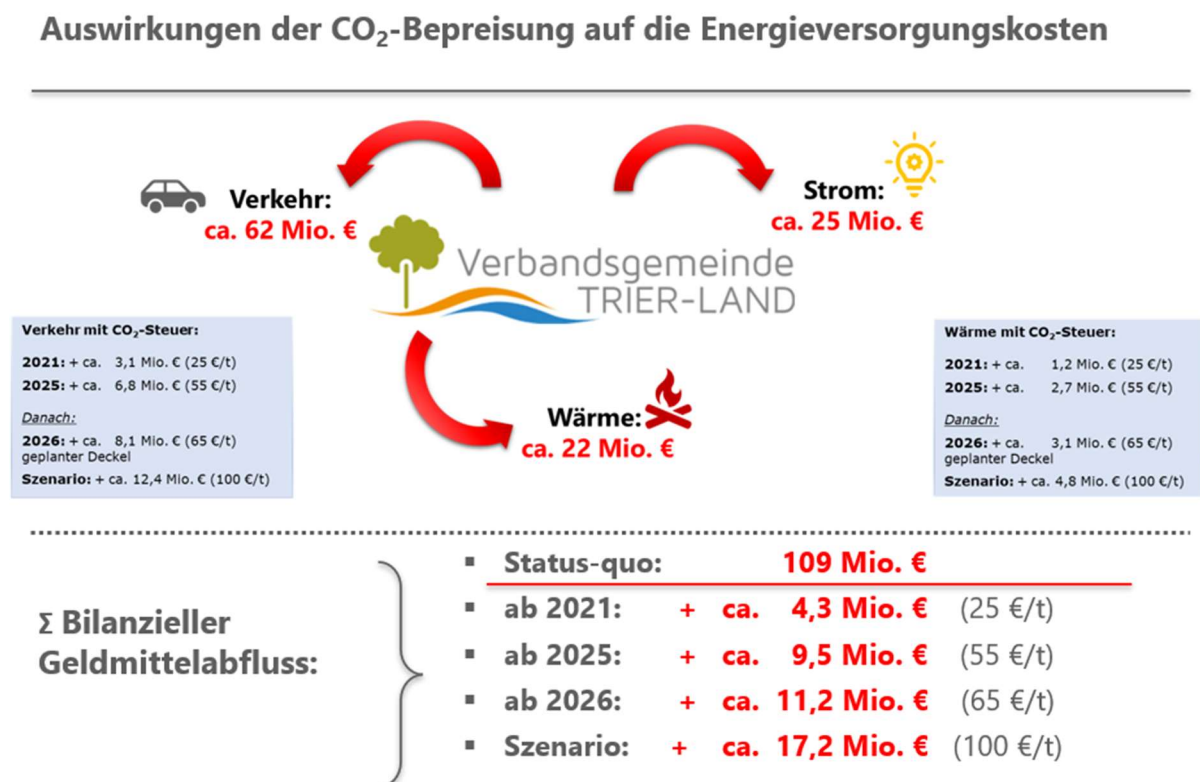 Auswirkungen der CO₂-Bepreisung auf die Energieversorgungskosten
Verkehr:
ca. 62 Mio. €
Strom:
ca. 25 Mio. €
Verbandsgemeinde
TRIER-LAND
Verkehr mit CO₂-Steuer:
2021: + ca. 3,1 Mio. € (25 €/t)
2025: + ca. 6,8 Mio. € (55 €/t)
Danach:
2026: + ca. 8,1 Mio. € (65 €/t)
geplanter Deckel
Szenario: + ca. 12,4 Mio. € (100 €/t)
Wärme:
ca. 22 Mio. €
Wärme mit CO₂-Steuer:
2021: + ca. 1,2 Mio. € (25 €/t)
2025: + ca. 2,7 Mio. € (55 €/t)
Danach:
2026: + ca. 3,1 Mio. € (65 €/t)
geplanter Deckel
Szenario: + ca. 4,8 Mio. € (100 €/t)
Σ Bilanzieller
Geldmittelabfluss:
▪ Status-quo: 109 Mio. €
▪ ab 2021: + ca. 4,3 Mio. € (25 €/t)
▪ ab 2025: + ca. 9,5 Mio. € (55 €/t)
▪ ab 2026: + ca. 11,2 Mio. € (65 €/t)
▪ Szenario: + ca. 17,2 Mio. € (100 €/t)